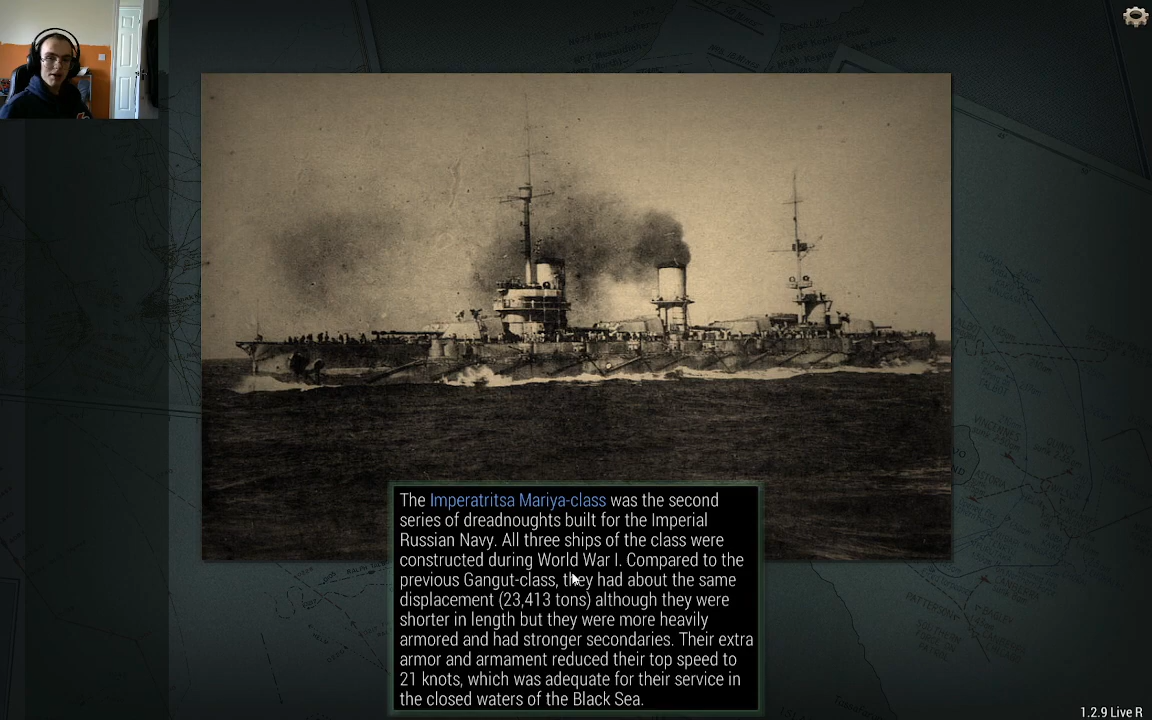 The Imperatritsa Mariya-class was the second
series of dreadnoughts built for the Imperial
Russian Navy. All three ships of the class were
constructed during World War I. Compared to the
previous Gangut-class, they had about the same
displacement (23,413 tons) although they were
shorter in length but they were more heavily
armored and had stronger secondaries. Their extra
armor and armament reduced their top speed to
21 knots, which was adequate for their service in
the closed waters of the Black Sea.
1.2.9 Live R